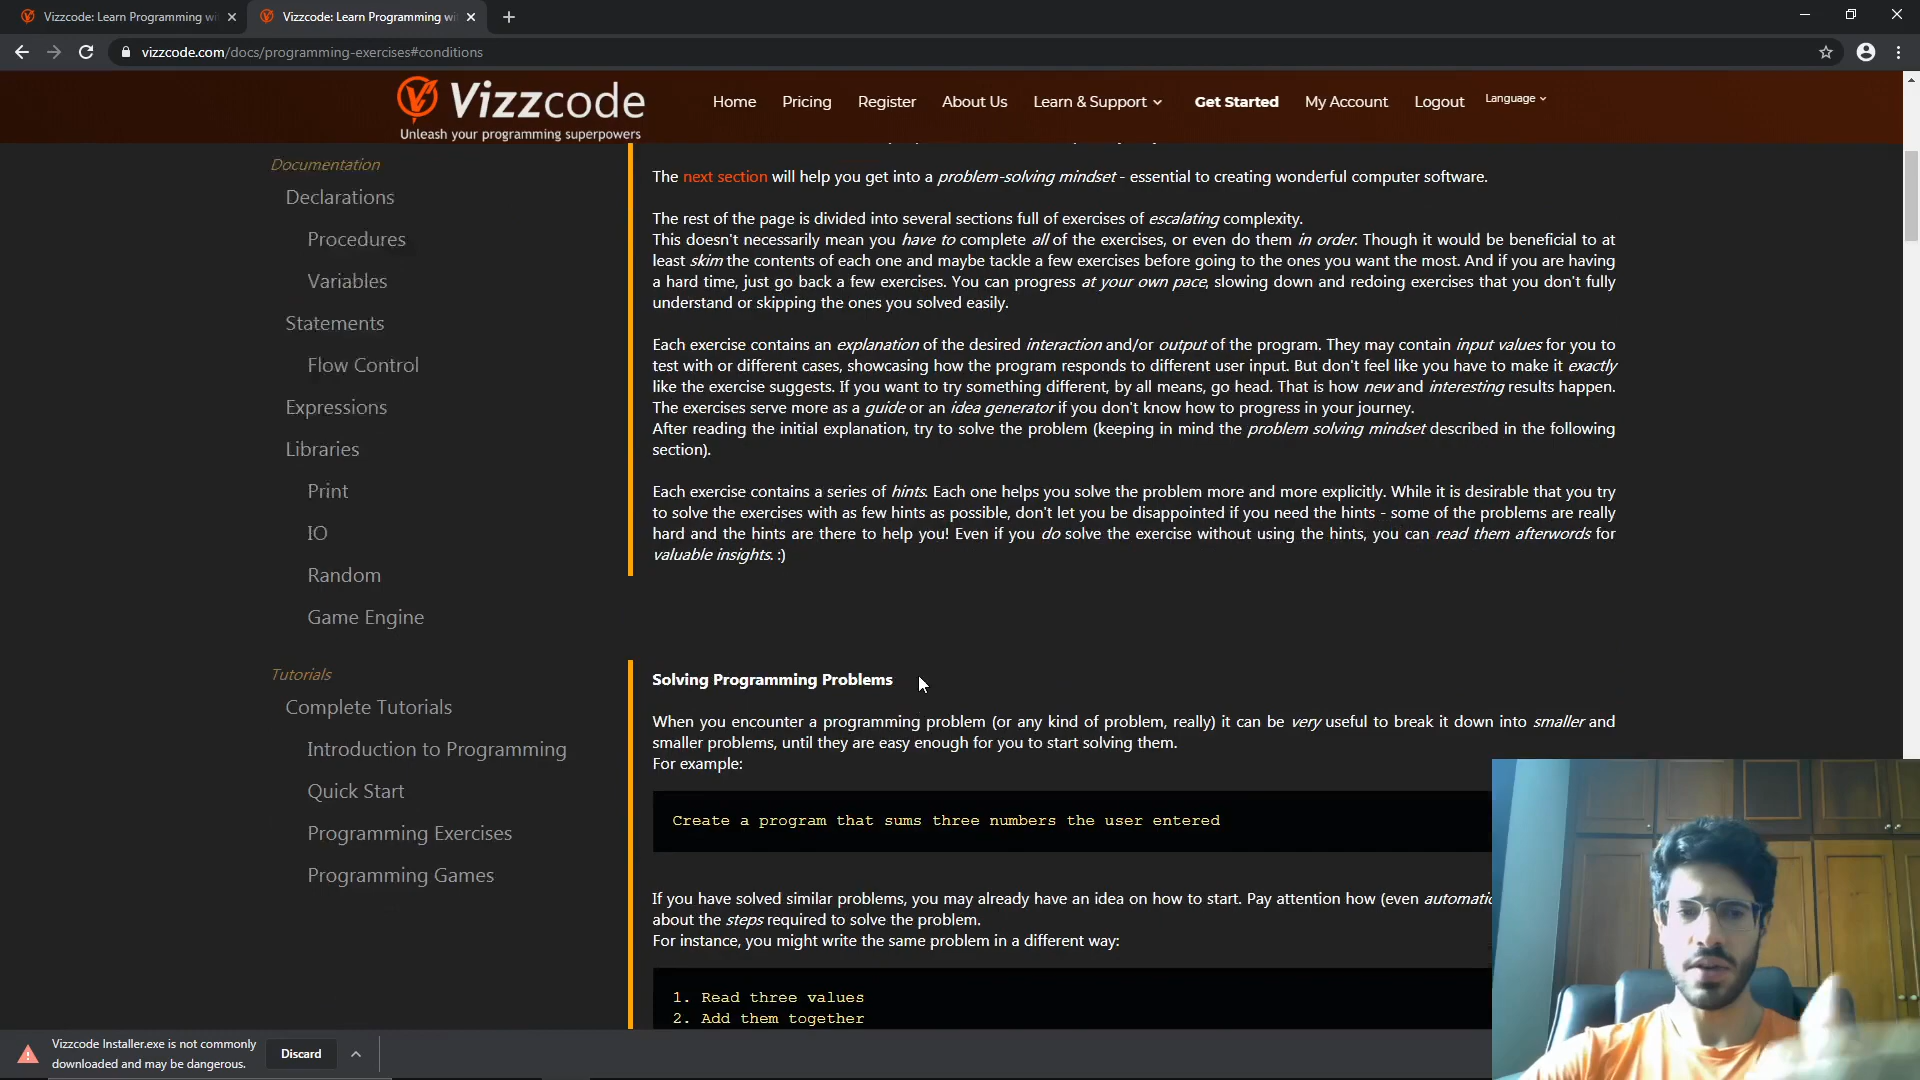 Vizzcode: Learn Programming wi
Vizzcode: Learn Programming wi
vizzcode.com/docs/programming-exercises#conditions
Vizzcode
Unleash your programming superpowers
Home
Pricing
Register
About Us
Learn & Support
Get Started
My Account
Logout
Language
Documentation
Declarations
Procedures
Variables
Statements
Flow Control
Expressions
Libraries
Print
IO
Random
Game Engine
Tutorials
Complete Tutorials
Introduction to Programming
Quick Start
Programming Exercises
Programming Games
The next section will help you get into a problem-solving mindset - essential to creating wonderful computer software.
The rest of the page is divided into several sections full of exercises of escalating complexity.
This doesn't necessarily mean you have to complete all of the exercises, or even do them in order. Though it would be beneficial to at
least skim the contents of each one and maybe tackle a few exercises before going to the ones you want the most. And if you are having
a hard time, just go back a few exercises. You can progress at your own pace, slowing down and redoing exercises that you don't fully
understand or skipping the ones you solved easily.
Each exercise contains an explanation of the desired interaction and/or output of the program. They may contain input values for you to
test with or different cases, showcasing how the program responds to different user input. But don't feel like you have to make it exactly
like the exercise suggests. If you want to try something different, by all means, go head. That is how new and interesting results happen.
The exercises serve more as a guide or an idea generator if you don't know how to progress in your journey.
After reading the initial explanation, try to solve the problem (keeping in mind the problem solving mindset described in the following
section).
Each exercise contains a series of hints. Each one helps you solve the problem more and more explicitly. While it is desirable that you try
to solve the exercises with as few hints as possible, don't let you be disappointed if you need the hints - some of the problems are really
hard and the hints are there to help you! Even if you do solve the exercise without using the hints, you can read them afterwords for
valuable insights. :)
Solving Programming Problems
When you encounter a programming problem (or any kind of problem, really) it can be very useful to break it down into smaller and
smaller problems, until they are easy enough for you to start solving them.
For example:
Create a program that sums three numbers the user entered
If you have solved similar problems, you may already have an idea on how to start. Pay attention how (even automatic
about the steps required to solve the problem.
For instance, you might write the same problem in a different way:
1. Read three values
2. Add them together
Vizzcode Installer.exe is not commonly
downloaded and may be dangerous.
Discard